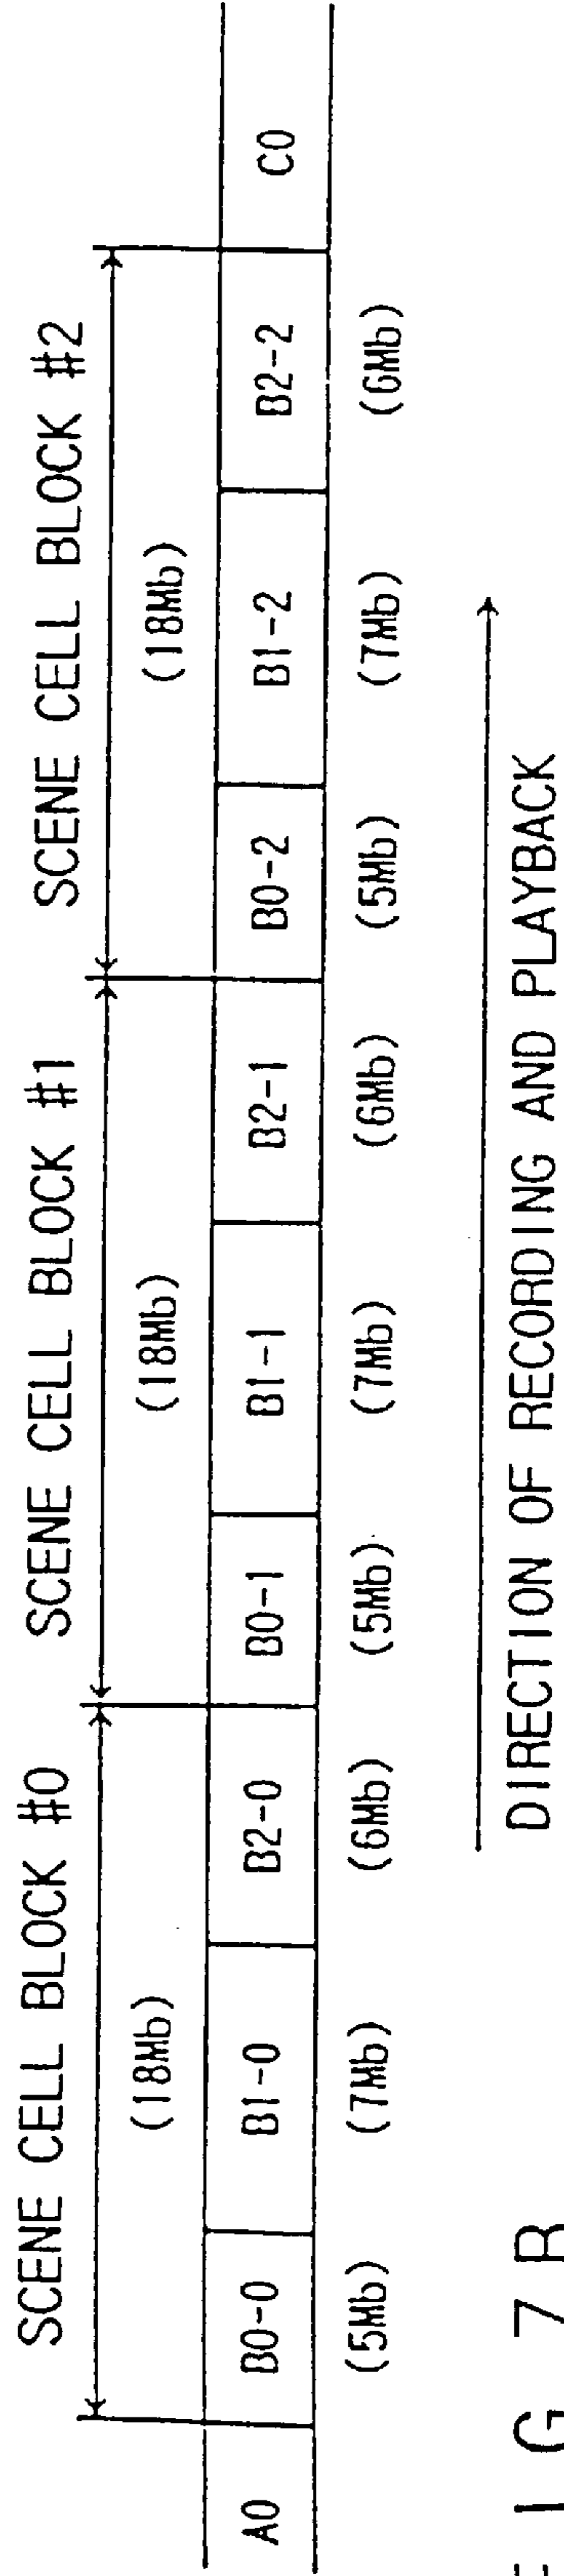 SCENE CELL BLOCK #0 SCENE CELL BLOCK #1 SCENE CELL BLOCK #2
(18Mb) (18Mb) (18Mb)
A0 B0-0 B1-0 B2-0 B0-1 B1-1 B2-1 B0-2 B1-2 B2-2 C0
(5Mb) (7Mb) (6Mb) (5Mb) (7Mb) (6Mb) (5Mb) (7Mb) (6Mb)
DIRECTION OF RECORDING AND PLAYBACK
FIG 7B